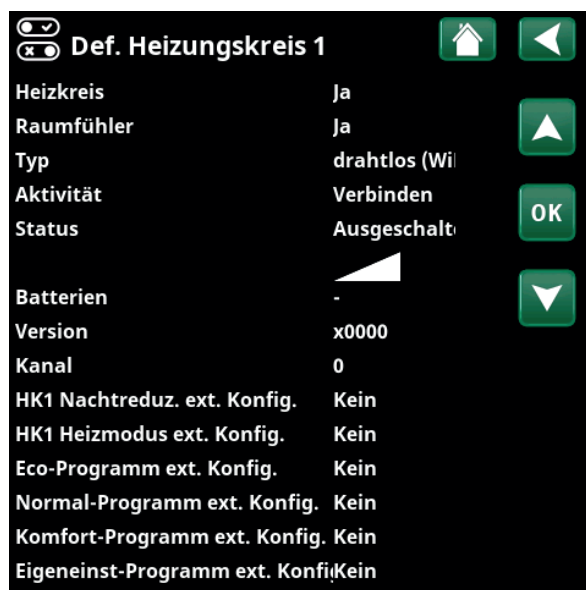 Def. Heizungskreis 1
Heizkreis Ja
Raumfühler Ja
Typ drahtlos (Wi
Aktivität Verbinden
OK
Status Ausgeschalt
Batterien -
Version x0000
Kanal 0
HK1 Nachtreduz. ext. Konfig. Kein
HK1 Heizmodus ext. Konfig. Kein
Eco-Programm ext. Konfig. Kein
Normal-Programm ext. Konfig. Kein
Komfort-Programm ext. Konfig. Kein
Eigeneinst-Programm ext. Konfig Kein